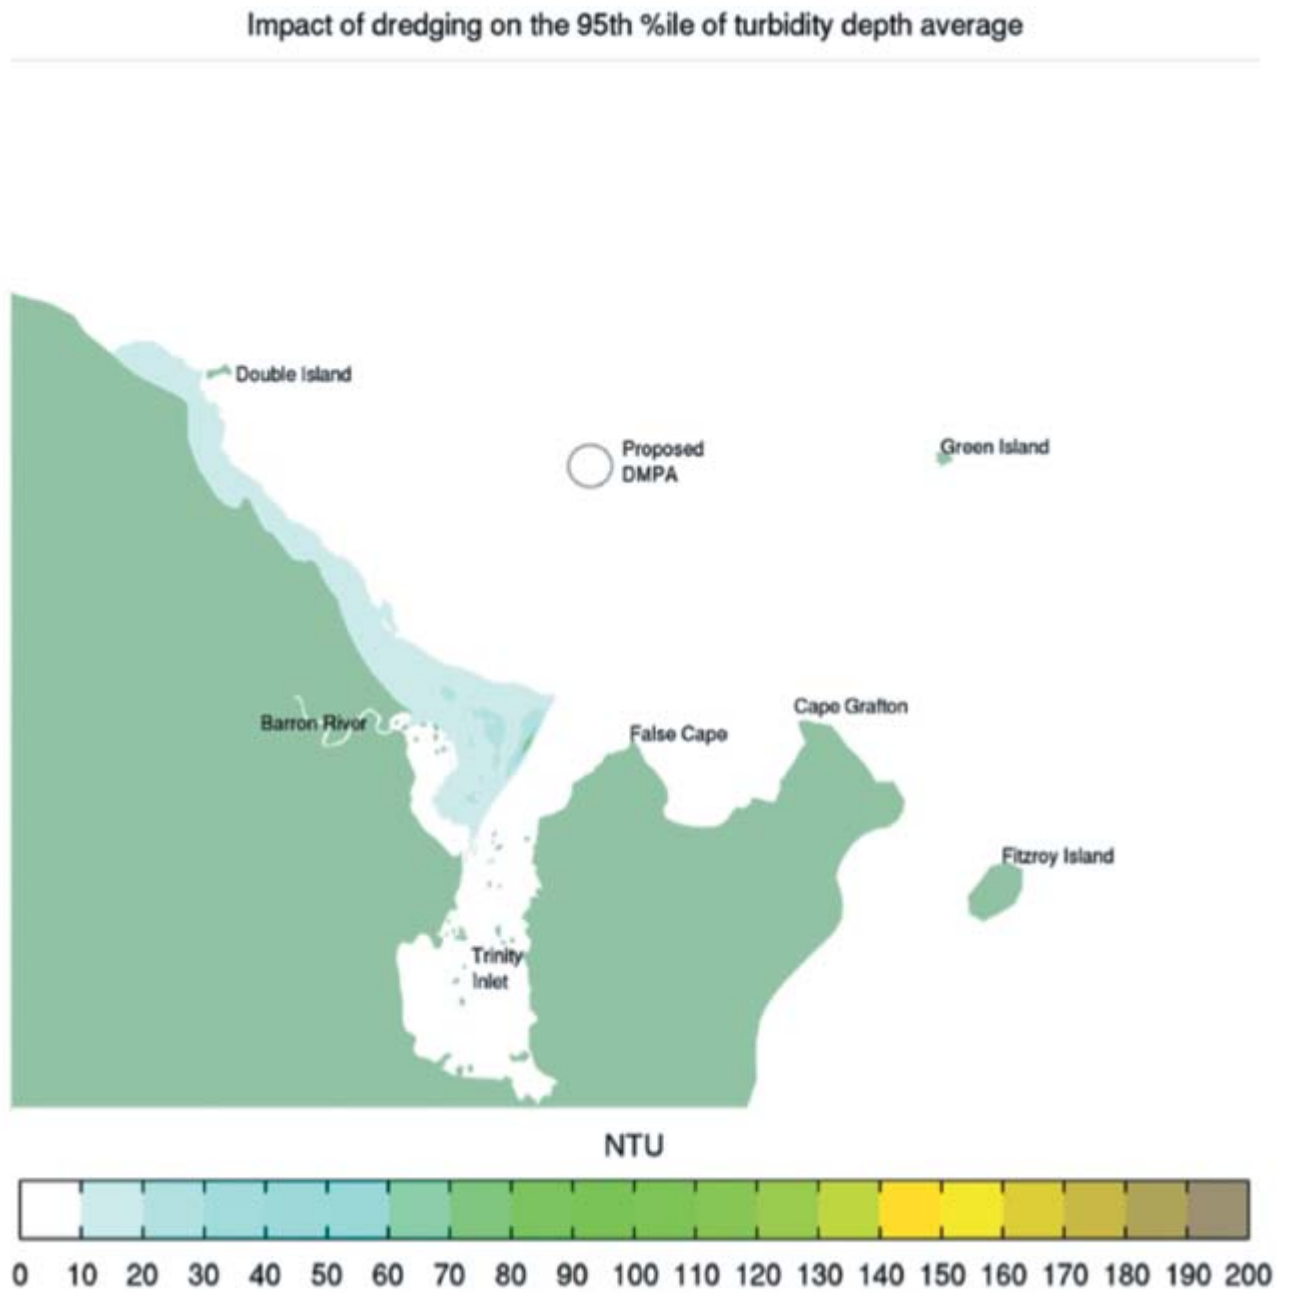 Impact of dredging on the 95th %ile of turbidity depth average
Double Island
Proposed
DMPA
Green Island
Barron River
False Cape
Cape Grafton
Fitzroy Island
Trinity
Inlet
NTU
0 10 20 30 40 50 60 70 80 90 100 110 120 130 140 150 160 170 180 190 200